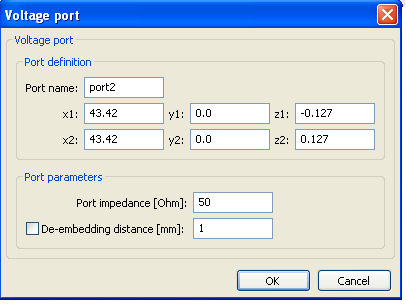 Voltage port
Voltage port
Port definition
Port name: port2
x1: 43.42 y1: 0.0 z1: -0.127
x2: 43.42 y2: 0.0 z2: 0.127
Port parameters
Port impedance [Ohm]: 50
De-embedding distance [mm]: 1
OK Cancel